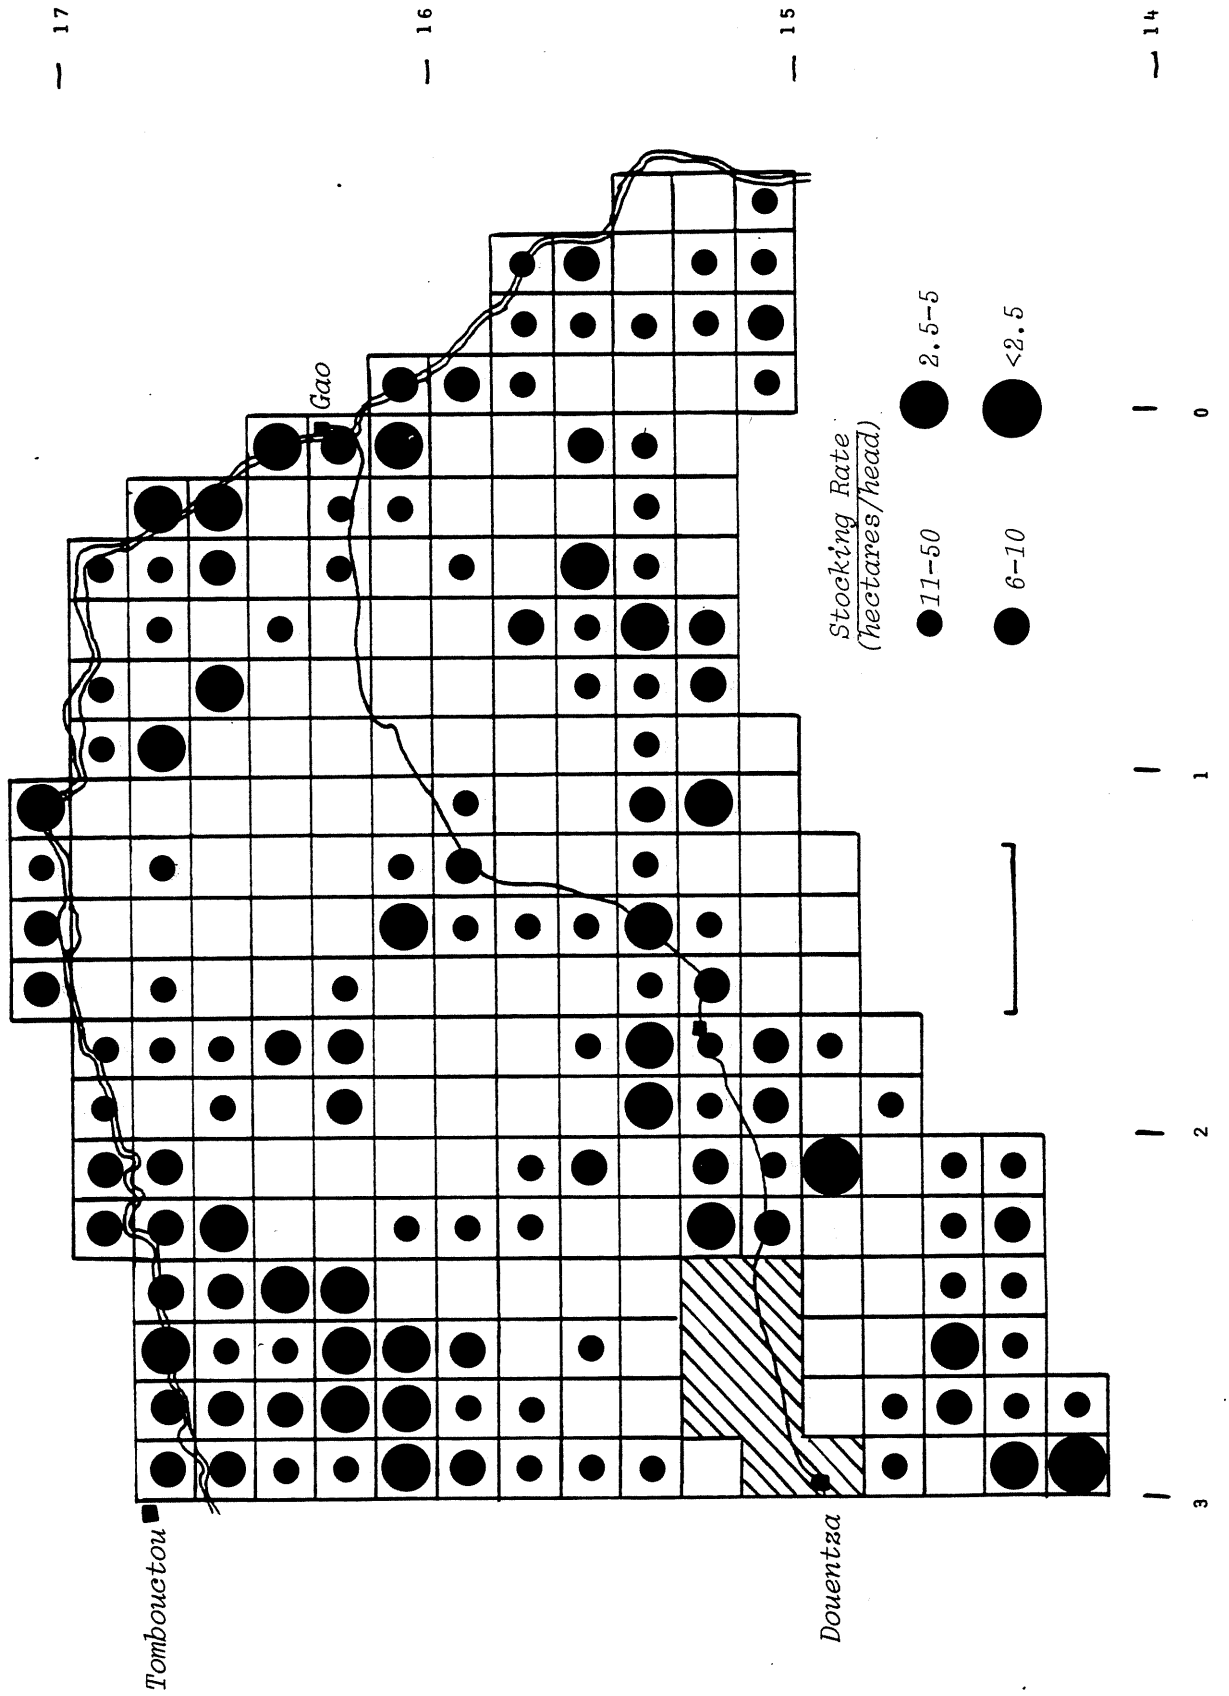 17
16
15
14
Gao
Tombouctou
Douentza
Stocking Rate
(hectares/head)
11-50
2.5-5
6-10
<2.5
3
2
1
0